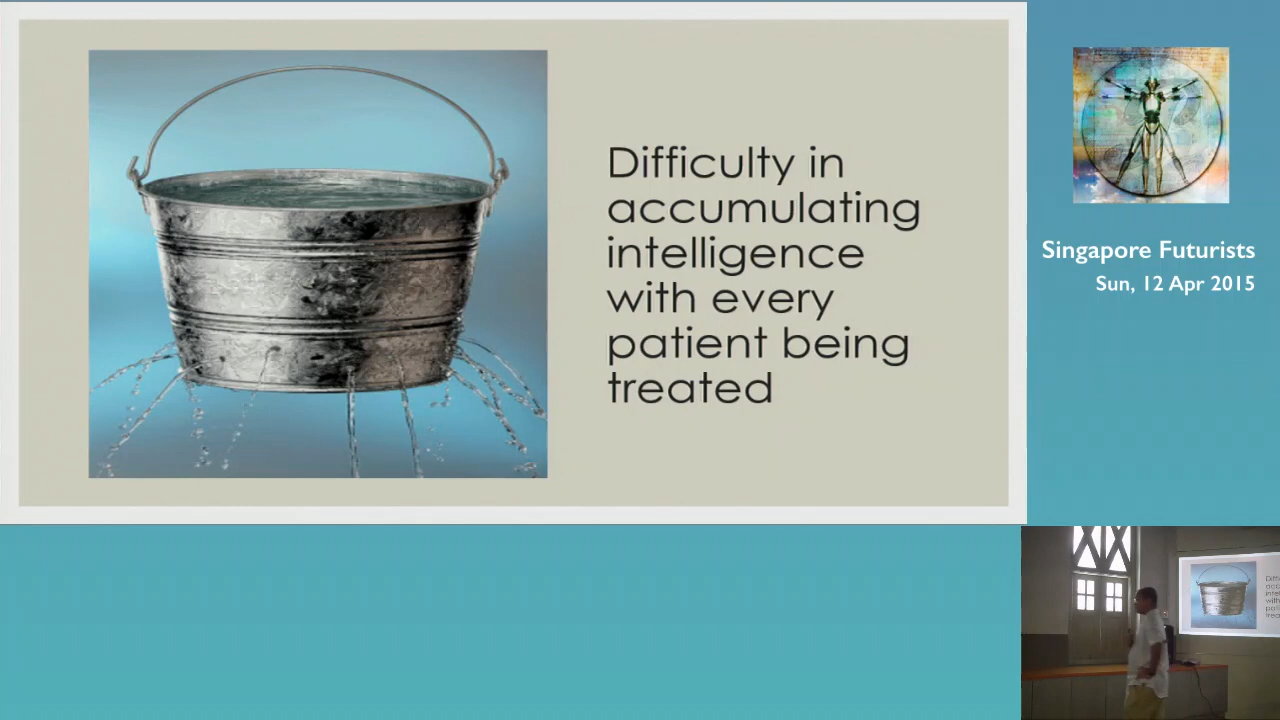 Difficulty in
accumulating
intelligence
with every
patient being
treated
Singapore Futurists
Sun, 12 Apr 2015